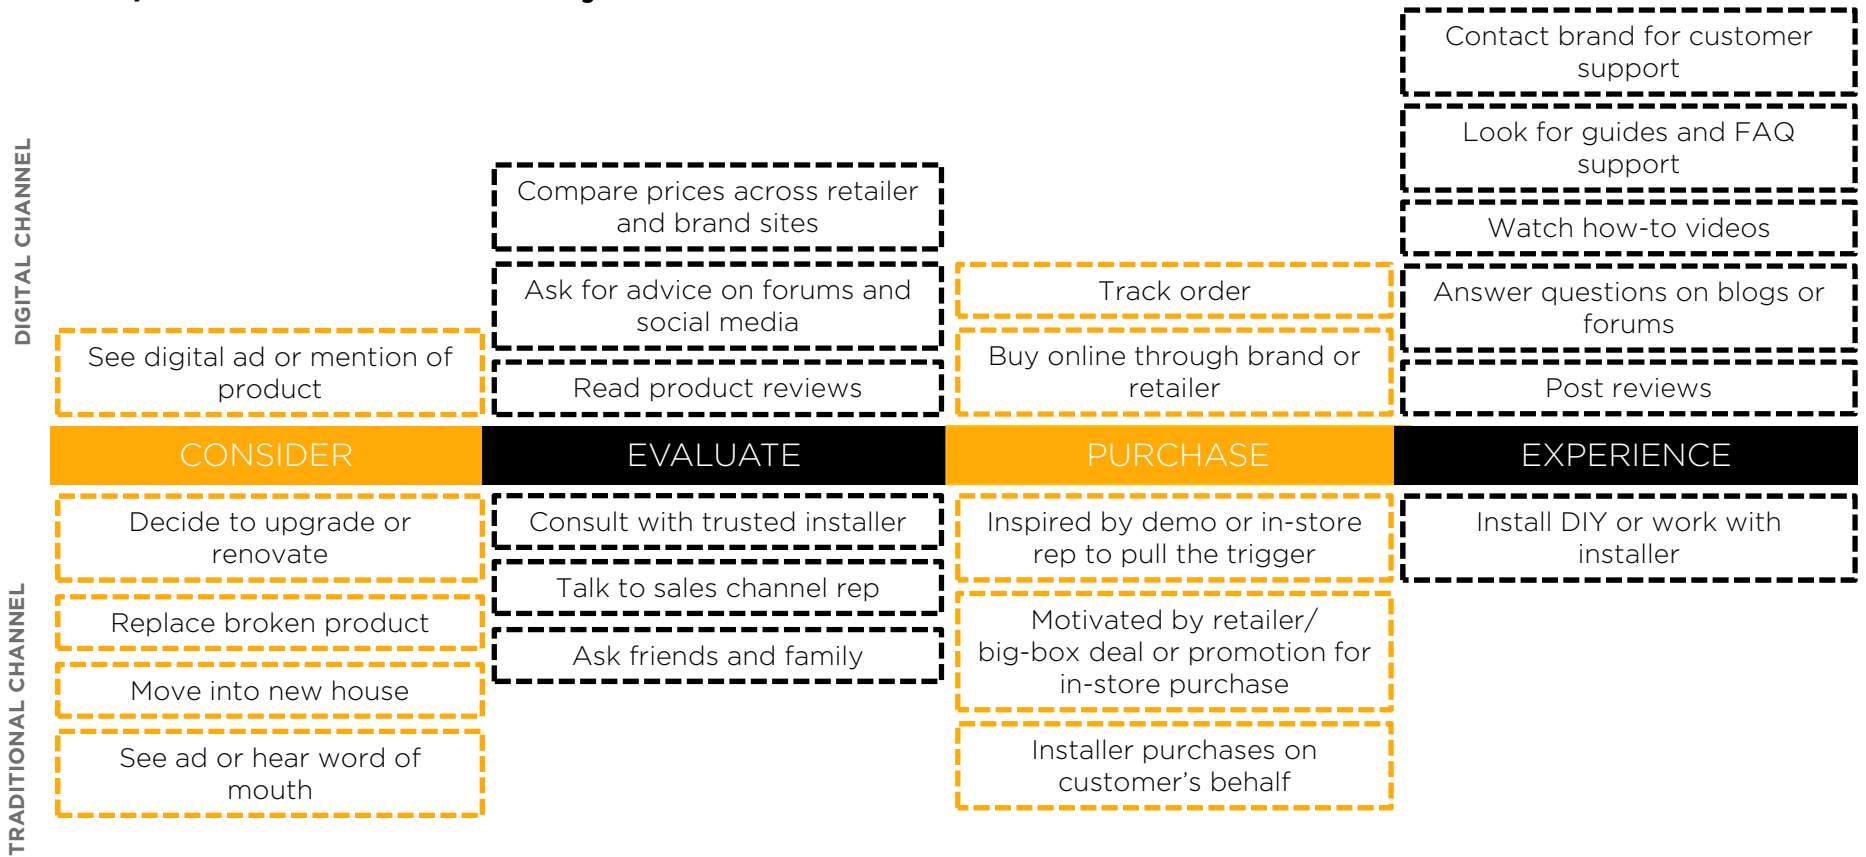 DIGITAL CHANNEL
See digital ad or mention of
product
Compare prices across retailer
and brand sites
Ask for advice on forums and
social media
Read product reviews
Track order
Buy online through brand or
retailer
Contact brand for customer
support
Look for guides and FAQ
support
Watch how-to videos
Answer questions on blogs or
forums
Post reviews
CONSIDER
EVALUATE
PURCHASE
EXPERIENCE
TRADITIONAL CHANNEL
Decide to upgrade or
renovate
Replace broken product
Move into new house
See ad or hear word of
mouth
Consult with trusted installer
Talk to sales channel rep
Ask friends and family
Inspired by demo or in-store
rep to pull the trigger
Motivated by retailer/
big-box deal or promotion for
in-store purchase
Installer purchases on
customer’s behalf
Install DIY or work with
installer